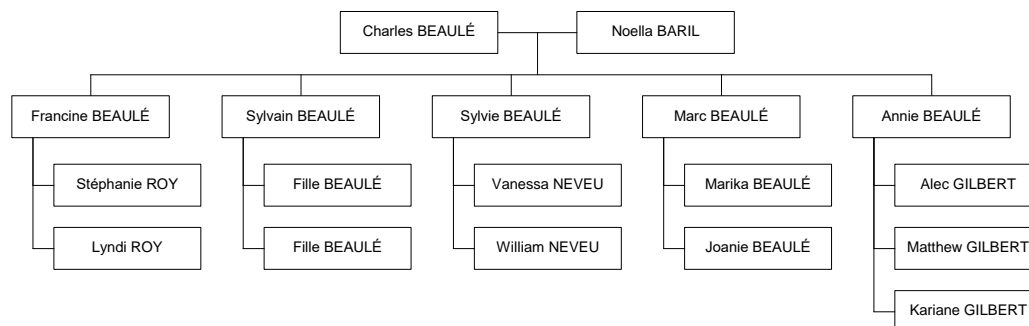 Charles BEAULÉ
Noella BARIL
Francine BEAULÉ
Sylvain BEAULÉ
Sylvie BEAULÉ
Marc BEAULÉ
Annie BEAULÉ
Stéphanie ROY
Fille BEAULÉ
Vanessa NEVEU
Marika BEAULÉ
Alec GILBERT
Lyndi ROY
Fille BEAULÉ
William NEVEU
Joanie BEAULÉ
Matthew GILBERT
Kariane GILBERT